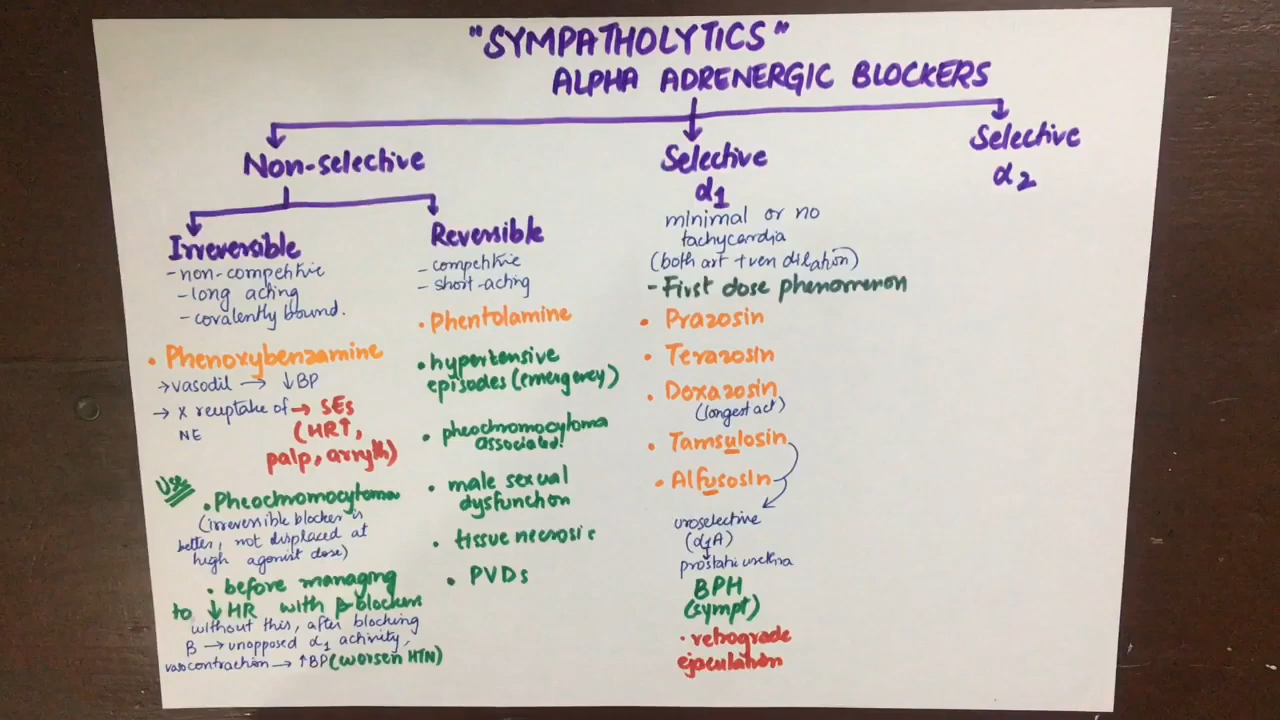 "SYMPATHOLYTICS"
ALPHA ADRENERGIC BLOCKERS
Non-selective
Irreversible
- non-competitive
- long acting
- covalently bound.
• Phenoxybenzamine
→ vasodil → ↓BP
→ X reuptake of → SEs
NE
(HR↑,
palp, arryth)
Use
• Pheochromocytoma
(irreversible blocker is
better, not displaced at
high agonist dose)
• before managing
to ↓HR with β-blockers
without this, after blocking
β → unopposed α1 activity,
vasocontraction → ↑BP (worsen HTN)
Reversible
- competitive
- short-acting
• Phentolamine
• hypertensive
episodes (emergency)
• pheochromocytoma
associated!
• male sexual
dysfunction
• tissue necrosis
• PVDs
Selective
α1
minimal or no
tachycardia
(both art + ven dilation)
- First dose phenomenon
• Prazosin
• Terazosin
• Doxazosin
(longest act)
• Tamsulosin
• Alfusosin
uroselective
(α1A)
prostatic urethra
BPH
(sympt)
• retrograde
ejaculation
Selective
α2